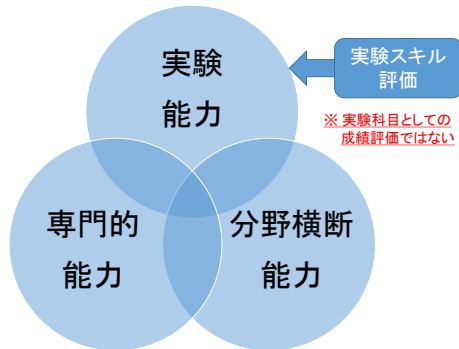 実験
能力
実験スキル
評価
※ 実験科目としての
成績評価ではない
専門的
能力
分野横断
能力